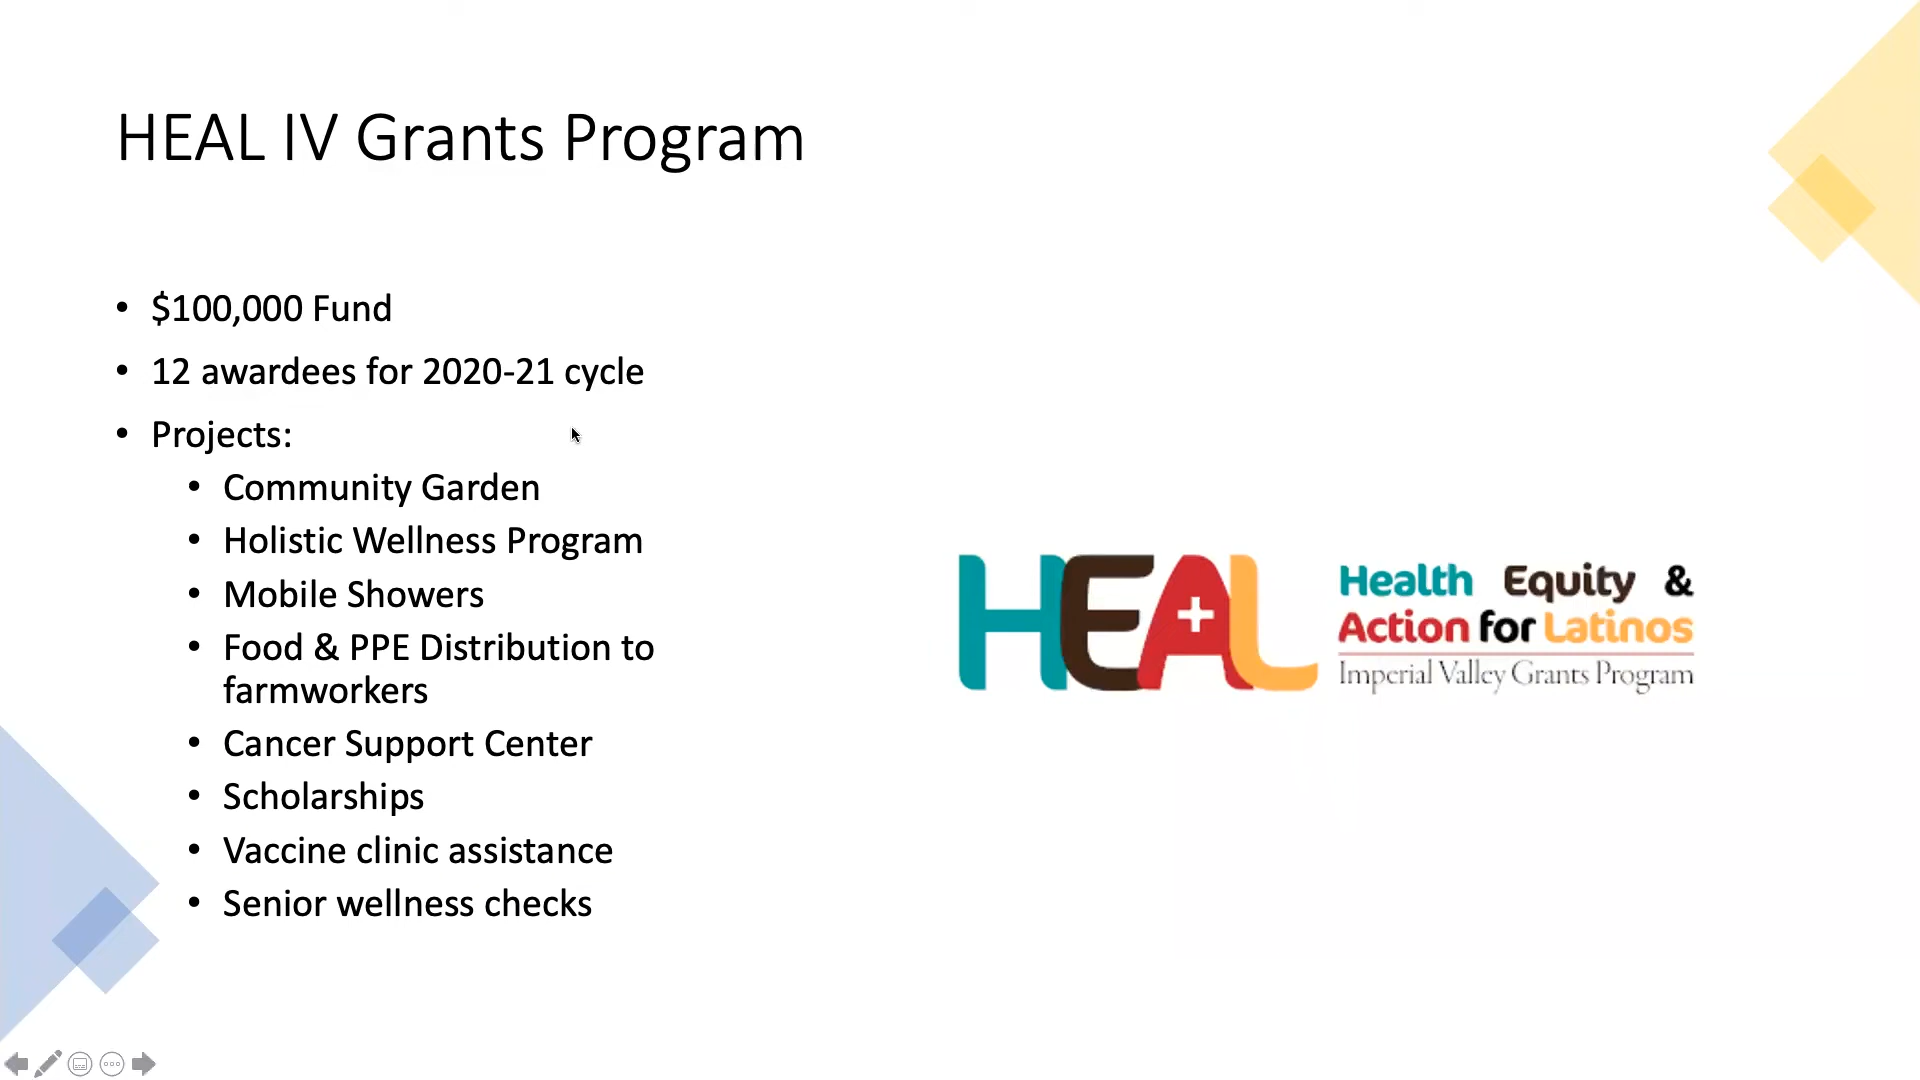 HEAL IV Grants Program
• $100,000 Fund
• 12 awardees for 2020-21 cycle
• Projects:
• Community Garden
• Holistic Wellness Program
• Mobile Showers
• Food & PPE Distribution to
farmworkers
• Cancer Support Center
• Scholarships
• Vaccine clinic assistance
• Senior wellness checks
HEAL
Health Equity &
Action for Latinos
Imperial Valley Grants Program